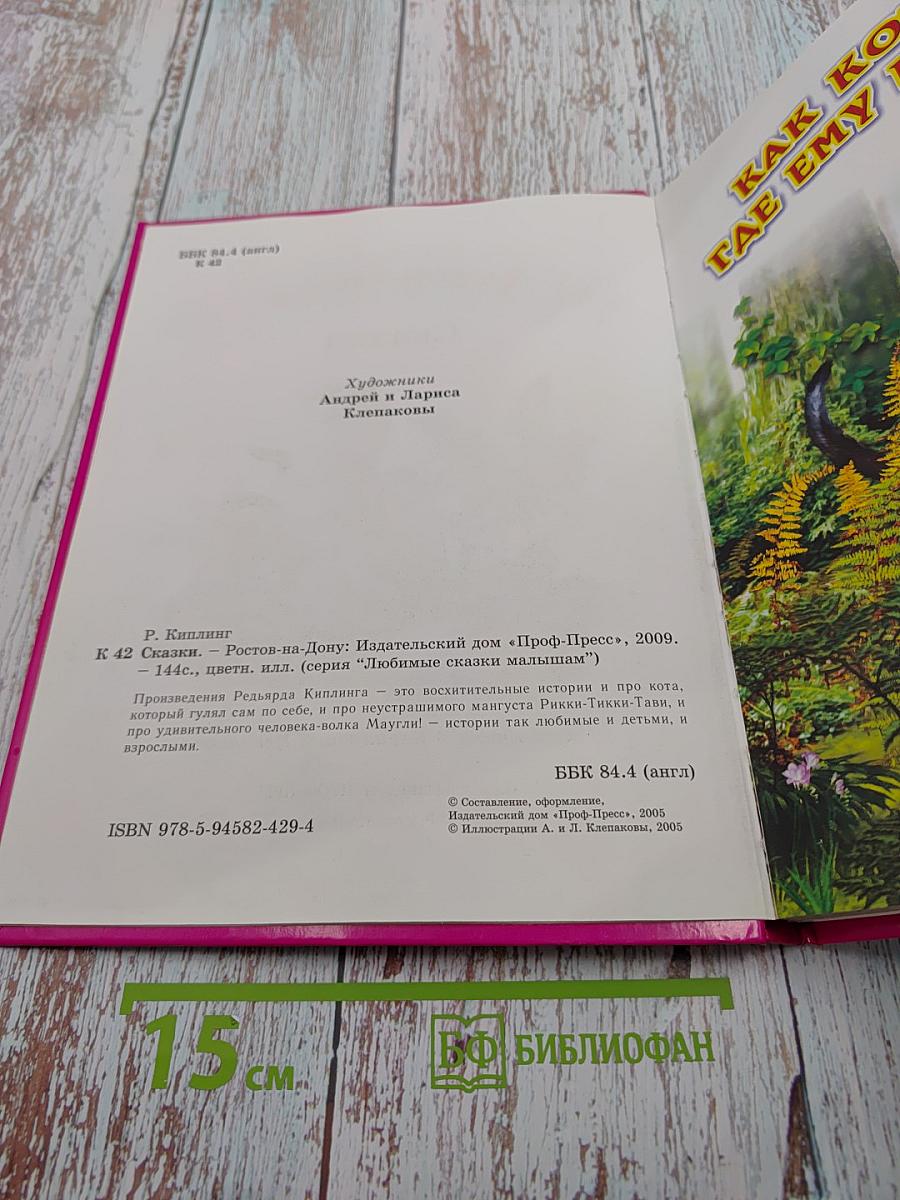 ББК 84.4 (англ)
К 42
Художники
Андрей и Лариса
Клепаковы
Р. Киплинг
К 42 Сказки. – Ростов-на-Дону: Издательский дом «Проф-Пресс», 2009.
– 144с., цветн. илл. (серия “Любимые сказки малышам”)
Произведения Редьярда Киплинга – это восхитительные истории и про кота,
который гулял сам по себе, и про неустрашимого мангуста Рикки-Тикки-Тави, и
про удивительного человека-волка Маугли! – истории так любимые и детьми, и
взрослыми.
ББК 84.4 (англ)
ISBN 978-5-94582-429-4
© Составление, оформление,
Издательский дом «Проф-Пресс», 2005
© Иллюстрации А. и Л. Клепаковы, 2005
КАК
ГДЕ ЕМУ
15 см
БФ БИБЛИОФАН